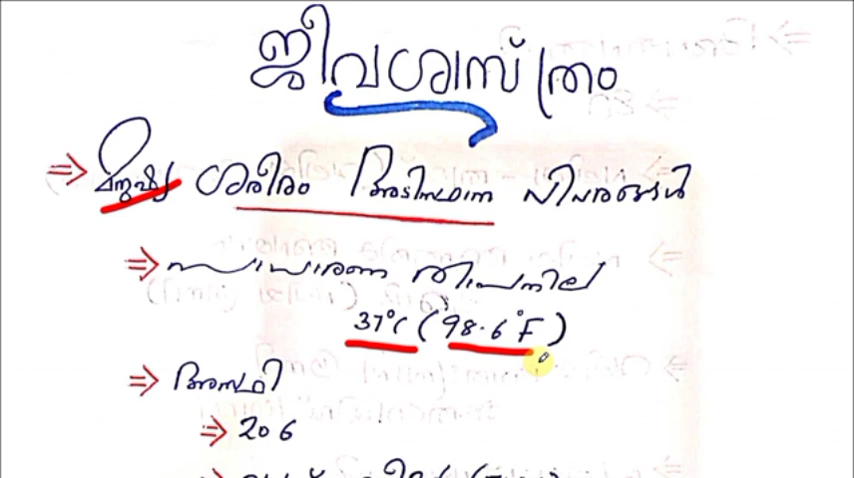 ജീവശാസ്ത്രം
⇒ മനുഷ്യ ശരീരം അടിസ്ഥാന വിവരങ്ങൾ
⇒ സാധാരണ താപനില
37°C (98.6°F)
⇒ അസ്ഥി
⇒ 206